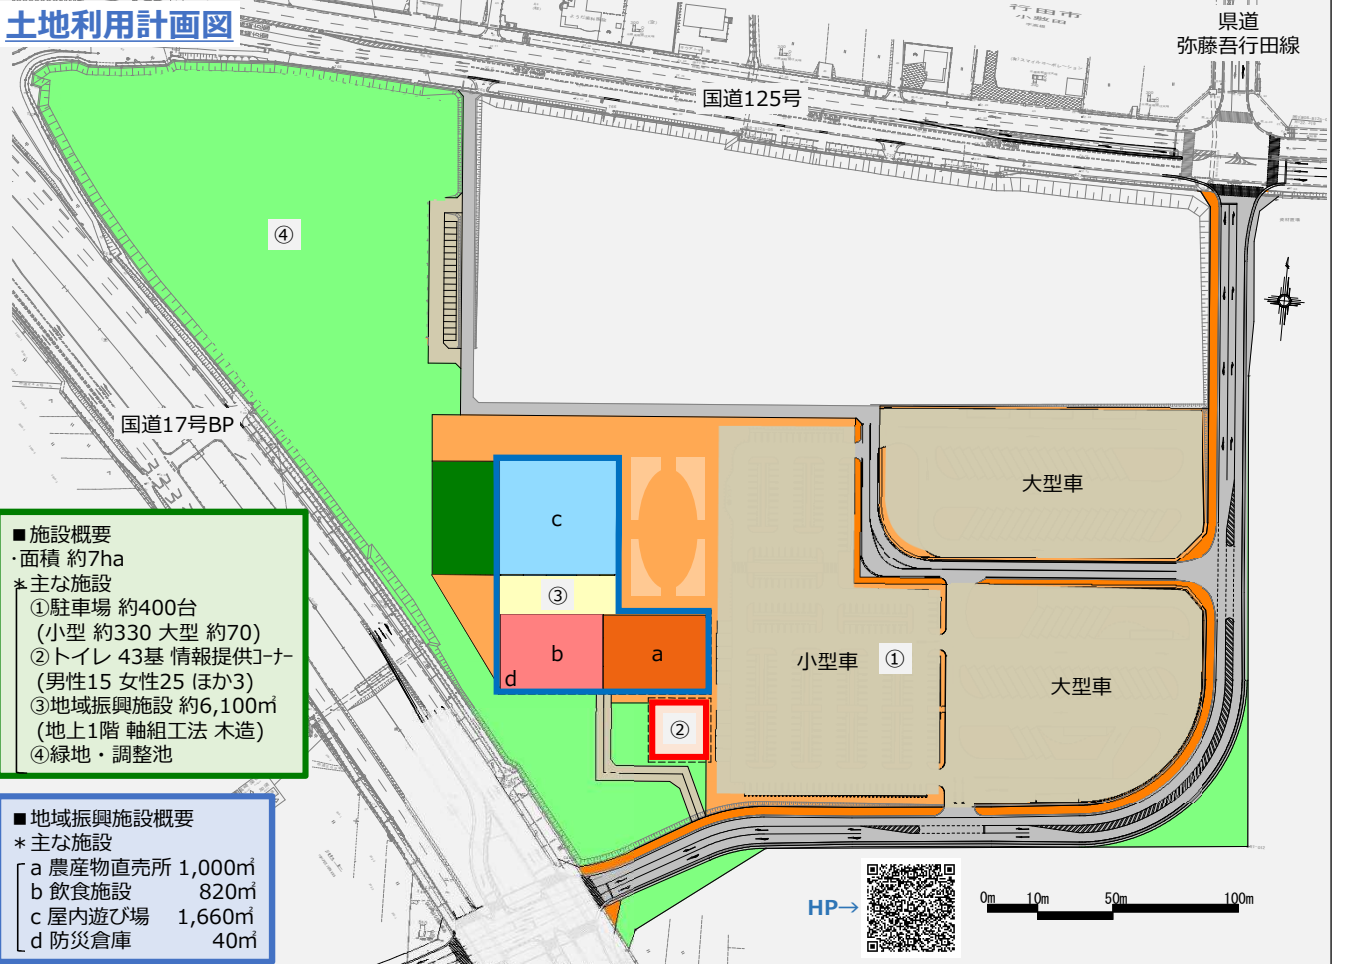 土地利用計画図
行田市
小敷田
県道
弥藤吾行田線
国道125号
④
国道17号BP
大型車
c
③
b
a
d
小型車
①
大型車
②
■施設概要
・面積 約7ha
＊主な施設
①駐車場 約400台
(小型 約330 大型 約70)
②トイレ 43基 情報提供ｺｰﾅｰ
(男性15 女性25 ほか3)
③地域振興施設 約6,100㎡
(地上1階 軸組工法 木造)
④緑地・調整池
■地域振興施設概要
＊主な施設
a 農産物直売所 1,000㎡
b 飲食施設 820㎡
c 屋内遊び場 1,660㎡
d 防災倉庫 40㎡
HP→
0m 10m 50m 100m